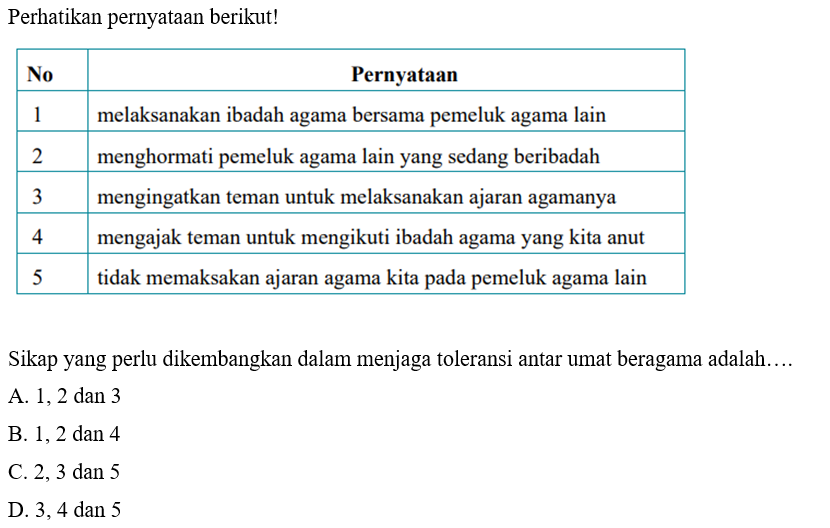 Perhatikan pernyataan berikut!
No Pernyataan
1 melaksanakan ibadah agama bersama pemeluk agama lain
2 menghormati pemeluk agama lain yang sedang beribadah
3 mengingatkan teman untuk melaksanakan ajaran agamanya
4 mengajak teman untuk mengikuti ibadah agama yang kita anut
5 tidak memaksakan ajaran agama kita pada pemeluk agama lain
Sikap yang perlu dikembangkan dalam menjaga toleransi antar umat beragama adalah….
A. 1, 2 dan 3
B. 1, 2 dan 4
C. 2, 3 dan 5
D. 3, 4 dan 5